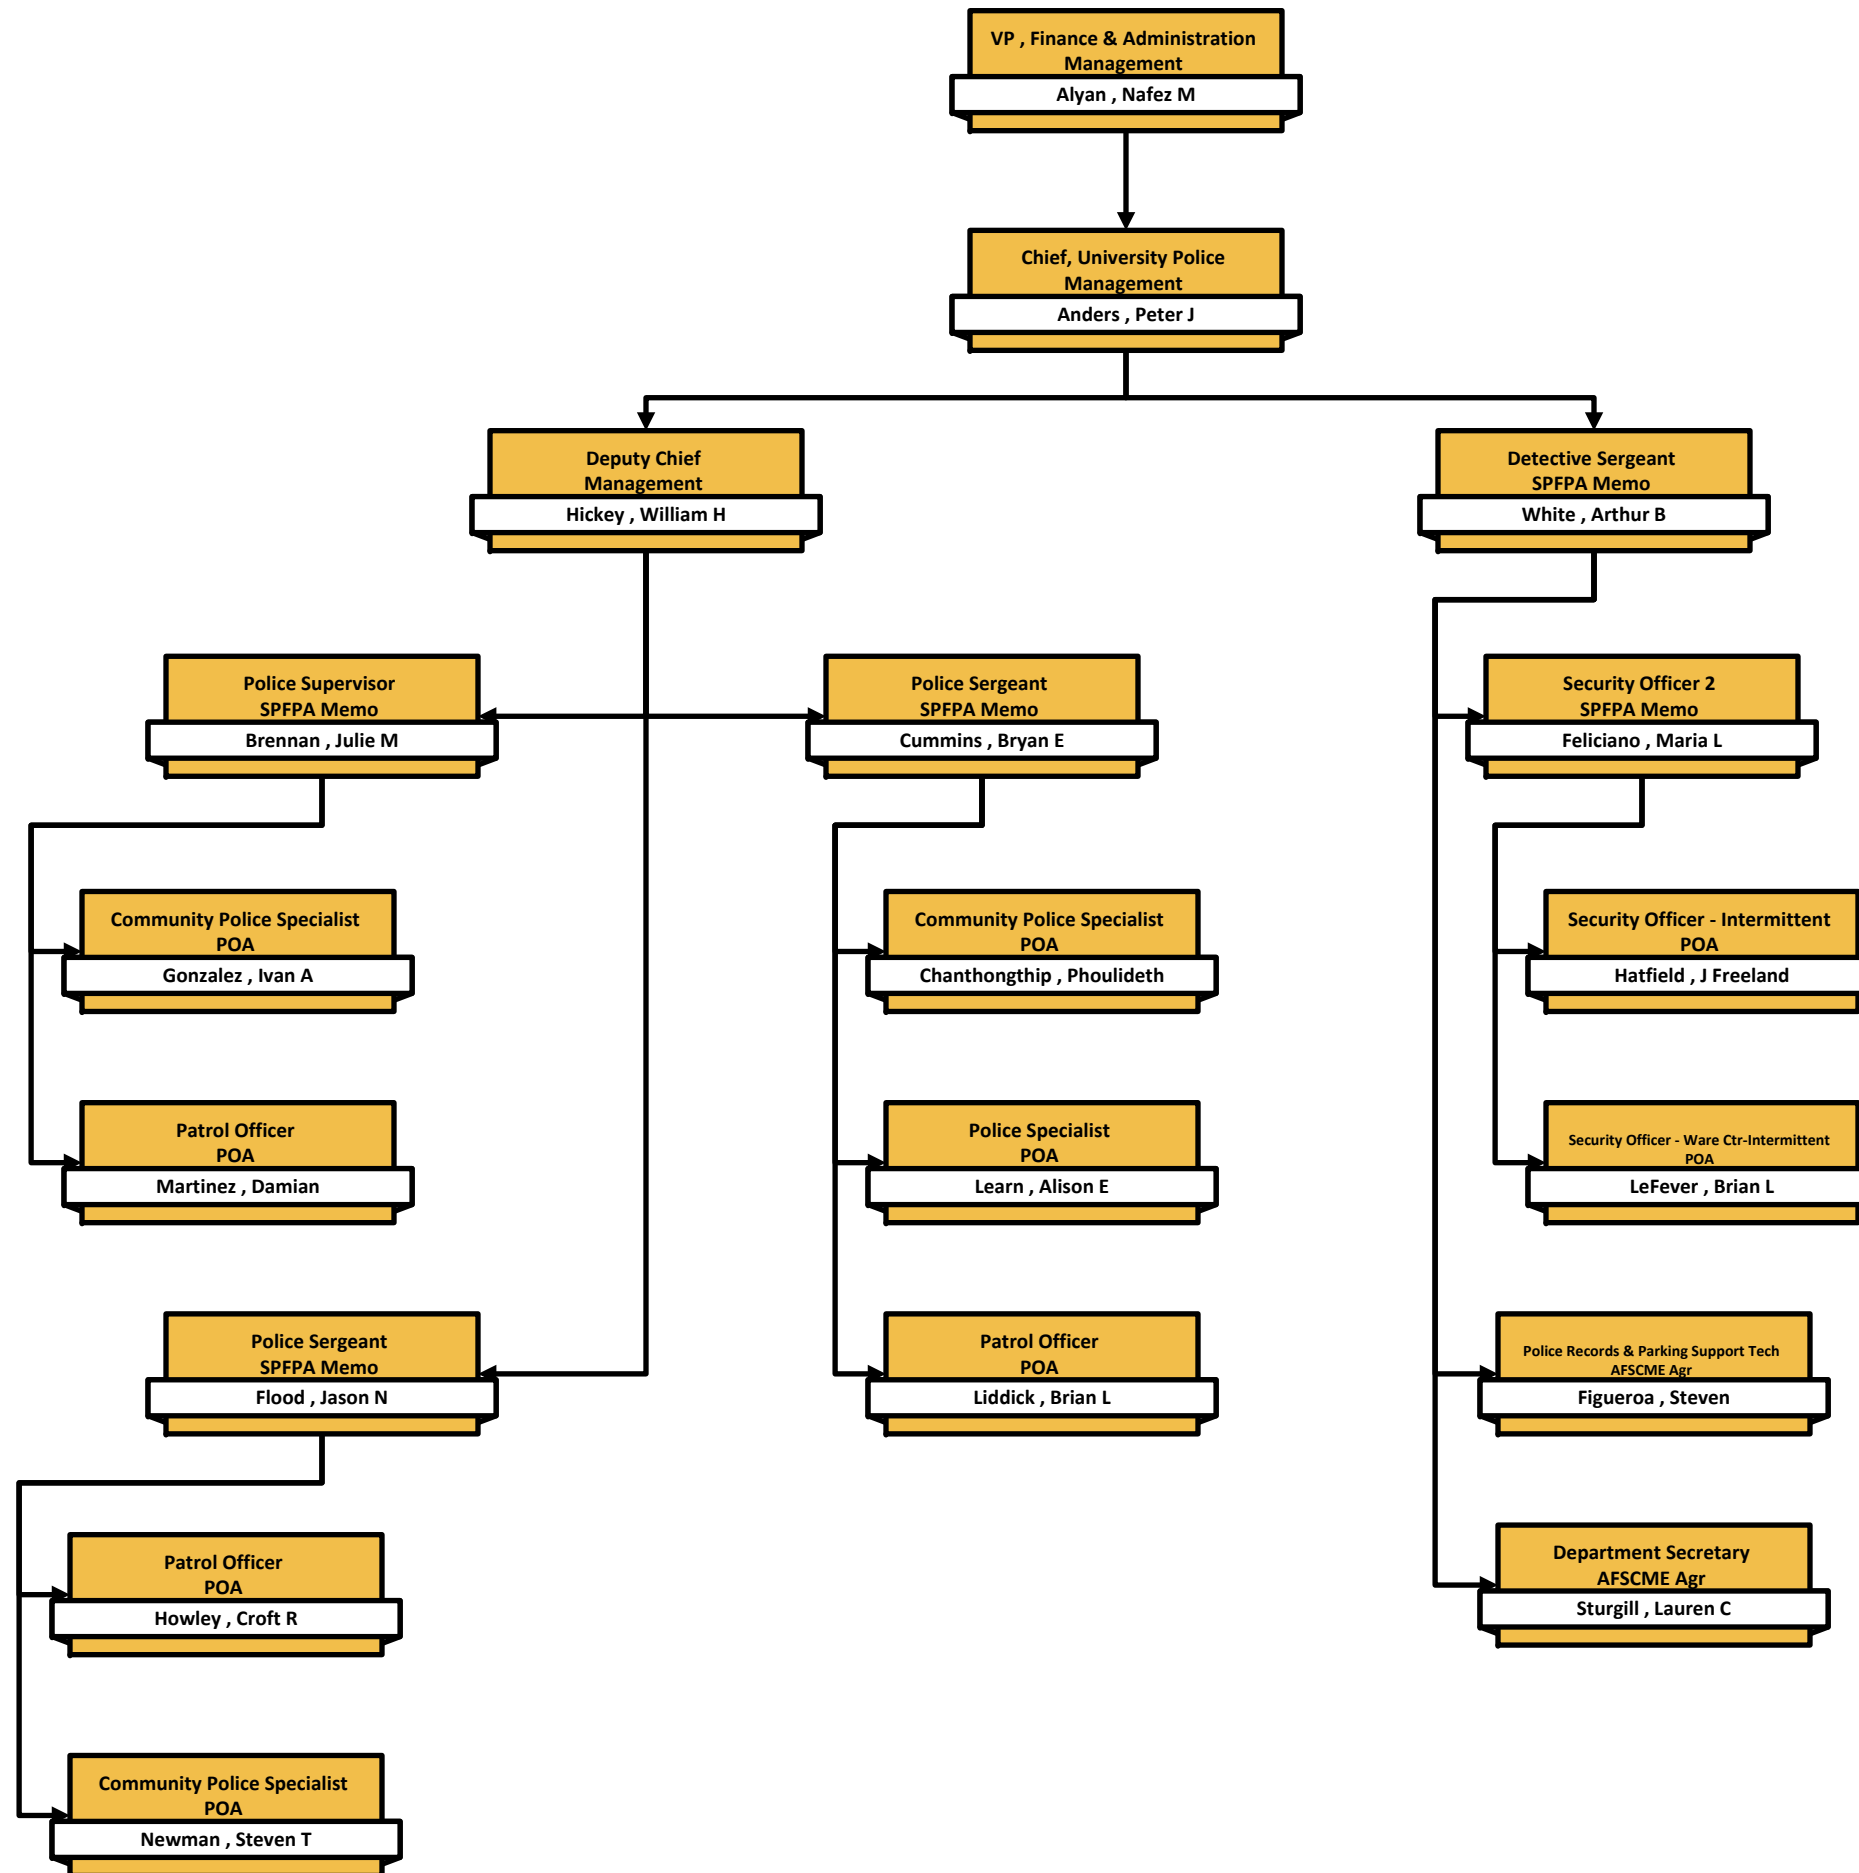 VP , Finance & Administration
Management
Alyan , Nafez M
Chief, University Police
Management
Anders , Peter J
Deputy Chief
Management
Hickey , William H
Detective Sergeant
SPFPA Memo
White , Arthur B
Police Supervisor
SPFPA Memo
Brennan , Julie M
Police Sergeant
SPFPA Memo
Cummins , Bryan E
Security Officer 2
SPFPA Memo
Feliciano , Maria L
Community Police Specialist
POA
Gonzalez , Ivan A
Community Police Specialist
POA
Chanthongthip , Phoulideth
Security Officer - Intermittent
POA
Hatfield , J Freeland
Patrol Officer
POA
Martinez , Damian
Police Specialist
POA
Learn , Alison E
Security Officer - Ware Ctr-Intermittent
POA
LeFever , Brian L
Police Sergeant
SPFPA Memo
Flood , Jason N
Patrol Officer
POA
Liddick , Brian L
Police Records & Parking Support Tech
AFSCME Agr
Figueroa , Steven
Patrol Officer
POA
Howley , Croft R
Department Secretary
AFSCME Agr
Sturgill , Lauren C
Community Police Specialist
POA
Newman , Steven T